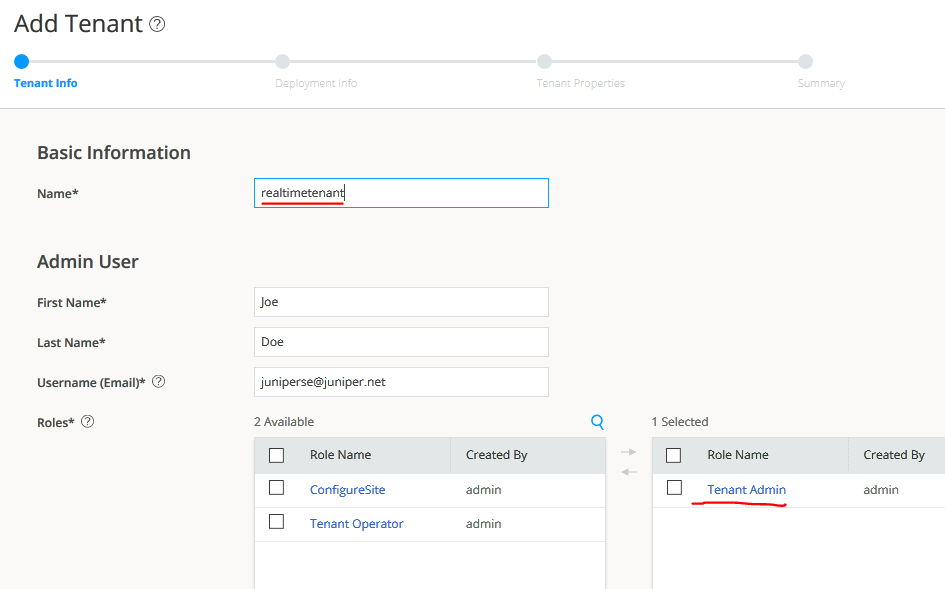 Add Tenant ?
Tenant Info Deployment Info Tenant Properties Summary
Basic Information
Name* realtimetenant
Admin User
First Name* Joe
Last Name* Doe
Username (Email)* ? juniperse@juniper.net
Roles* ? 2 Available 1 Selected
Role Name Created By Role Name Created By
ConfigureSite admin Tenant Admin admin
Tenant Operator admin